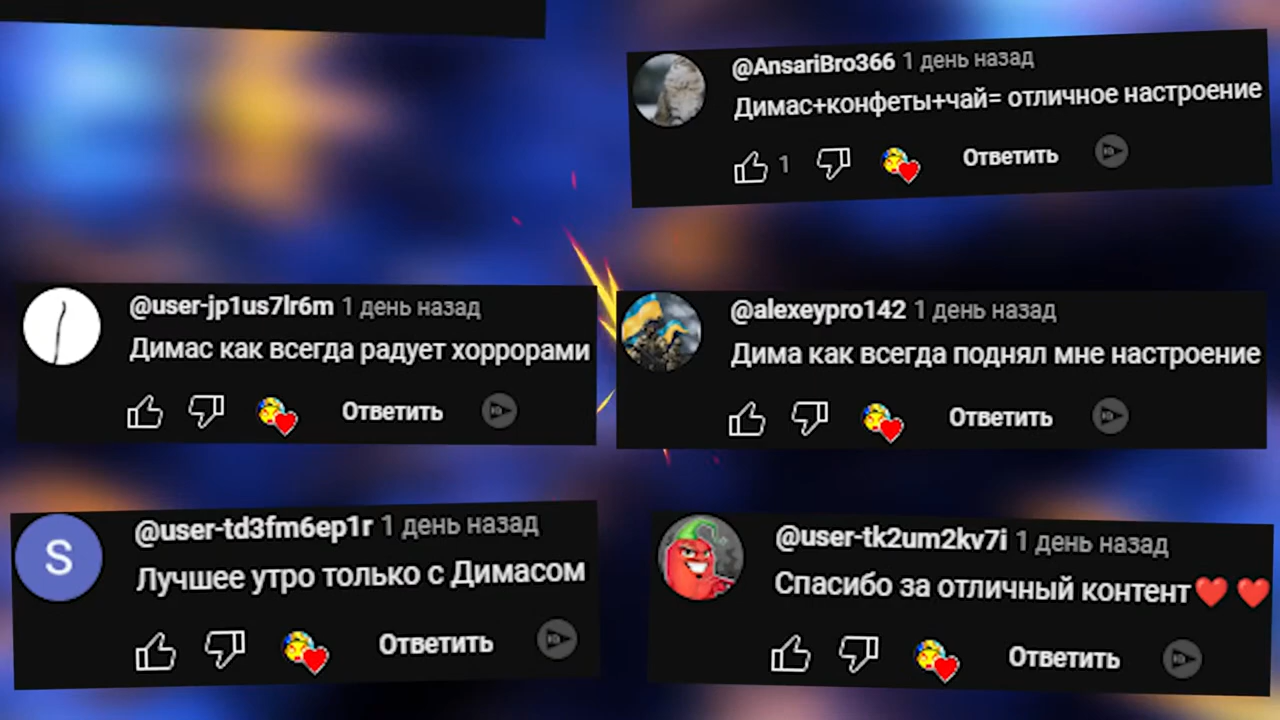 @AnsariBro366 1 день назад
Димас+конфеты+чай= отличное настроение
1 Ответить
@user-jp1us7lr6m 1 день назад
Димас как всегда радует хоррорами
Ответить
@alexeypro142 1 день назад
Дима как всегда поднял мне настроение
Ответить
S
@user-td3fm6ep1r 1 день назад
Лучшее утро только с Димасом
Ответить
@user-tk2um2kv7i 1 день назад
Спасибо за отличный контент❤️ ❤️
Ответить